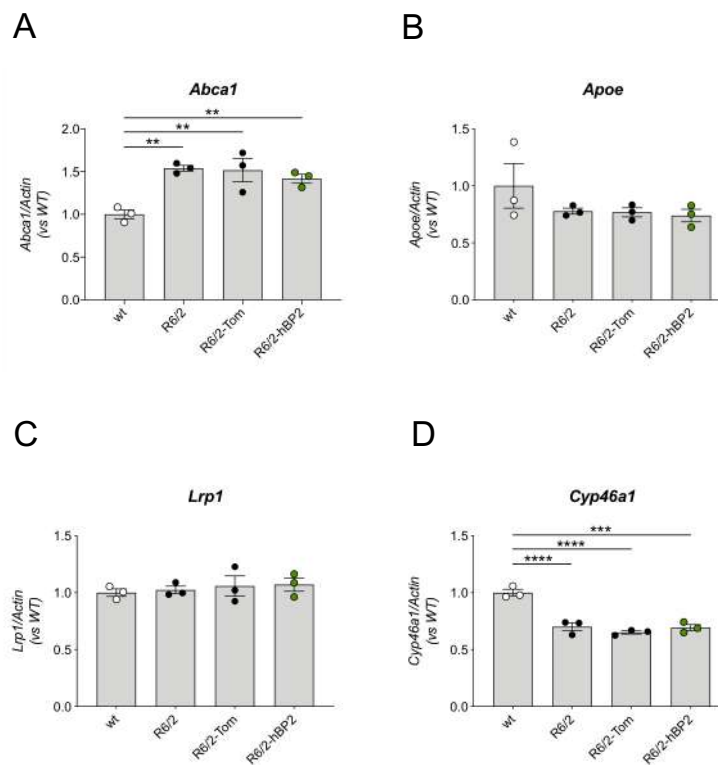 A
Abca1
**
**
**
Abca1/Actin
(vs WT)
2.0
1.5
1.0
0.5
0.0
wt
R6/2
R6/2-Tom
R6/2-hBP2
B
Apoe
Apoe/Actin
(vs WT)
1.5
1.0
0.5
0.0
wt
R6/2
R6/2-Tom
R6/2-hBP2
C
Lrp1
Lrp1/Actin
(vs WT)
1.5
1.0
0.5
0.0
wt
R6/2
R6/2-Tom
R6/2-hBP2
D
Cyp46a1
***
****
****
Cyp46a1/Actin
(vs WT)
1.5
1.0
0.5
0.0
wt
R6/2
R6/2-Tom
R6/2-hBP2